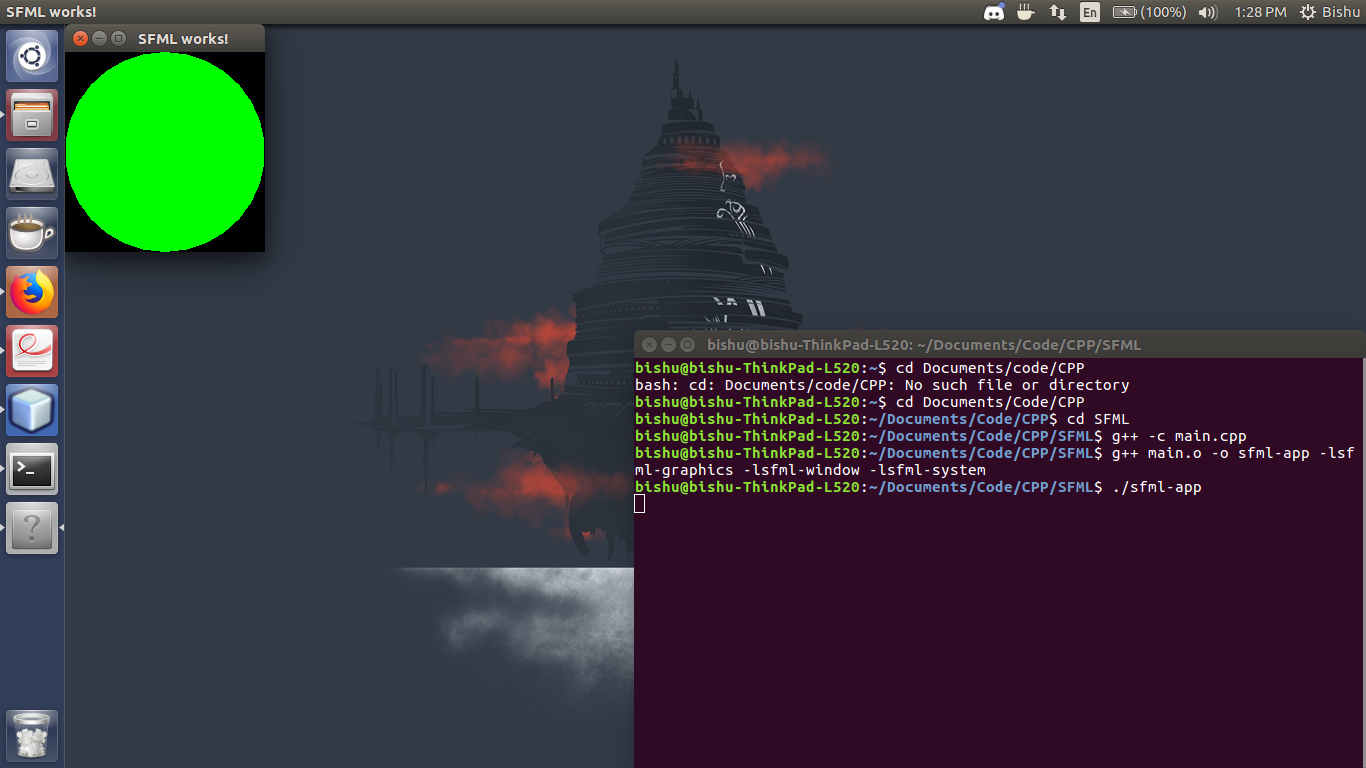 SFML works!
En
(100%)
1:28 PM
Bishu
SFML works!
bishu@bishu-ThinkPad-L520: ~/Documents/Code/CPP/SFML
bishu@bishu-ThinkPad-L520:~$ cd Documents/code/CPP
bash: cd: Documents/code/CPP: No such file or directory
bishu@bishu-ThinkPad-L520:~$ cd Documents/Code/CPP
bishu@bishu-ThinkPad-L520:~/Documents/Code/CPP$ cd SFML
bishu@bishu-ThinkPad-L520:~/Documents/Code/CPP/SFML$ g++ -c main.cpp
bishu@bishu-ThinkPad-L520:~/Documents/Code/CPP/SFML$ g++ main.o -o sfml-app -lsf
ml-graphics -lsfml-window -lsfml-system
bishu@bishu-ThinkPad-L520:~/Documents/Code/CPP/SFML$ ./sfml-app